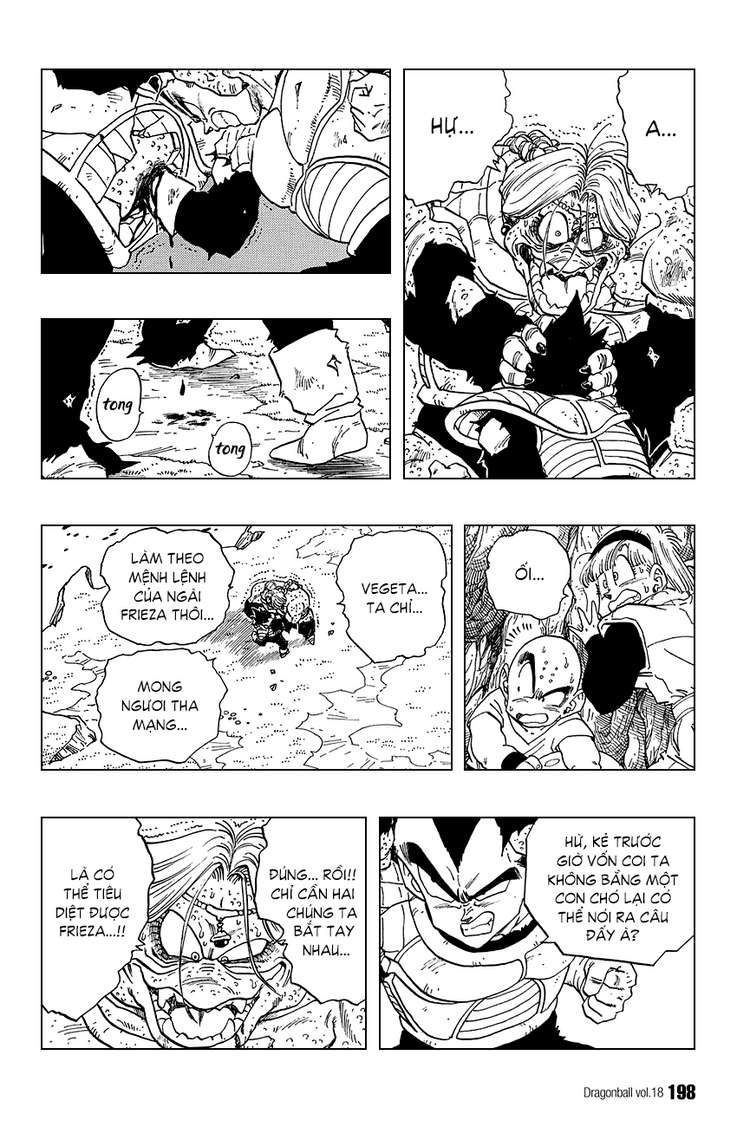 A...
HỰ...
tong
tong
ỐI...
VEGETA...
TA CHỈ...
LÀM THEO
MỆNH LỆNH
CỦA NGÀI
FRIEZA THÔI...
MONG
NGƯƠI THA
MẠNG...
HỪ, KẺ TRƯỚC
GIỜ VỐN COI TA
KHÔNG BẰNG MỘT
CON CHÓ LẠI CÓ
THỂ NÓI RA CÂU
ĐẤY À?
ĐÚNG... RỒI!!
CHỈ CẦN HAI
CHÚNG TA
BẮT TAY
NHAU...
LÀ CÓ
THỂ TIÊU
DIỆT ĐƯỢC
FRIEZA...!!
Dragonball vol.18 198